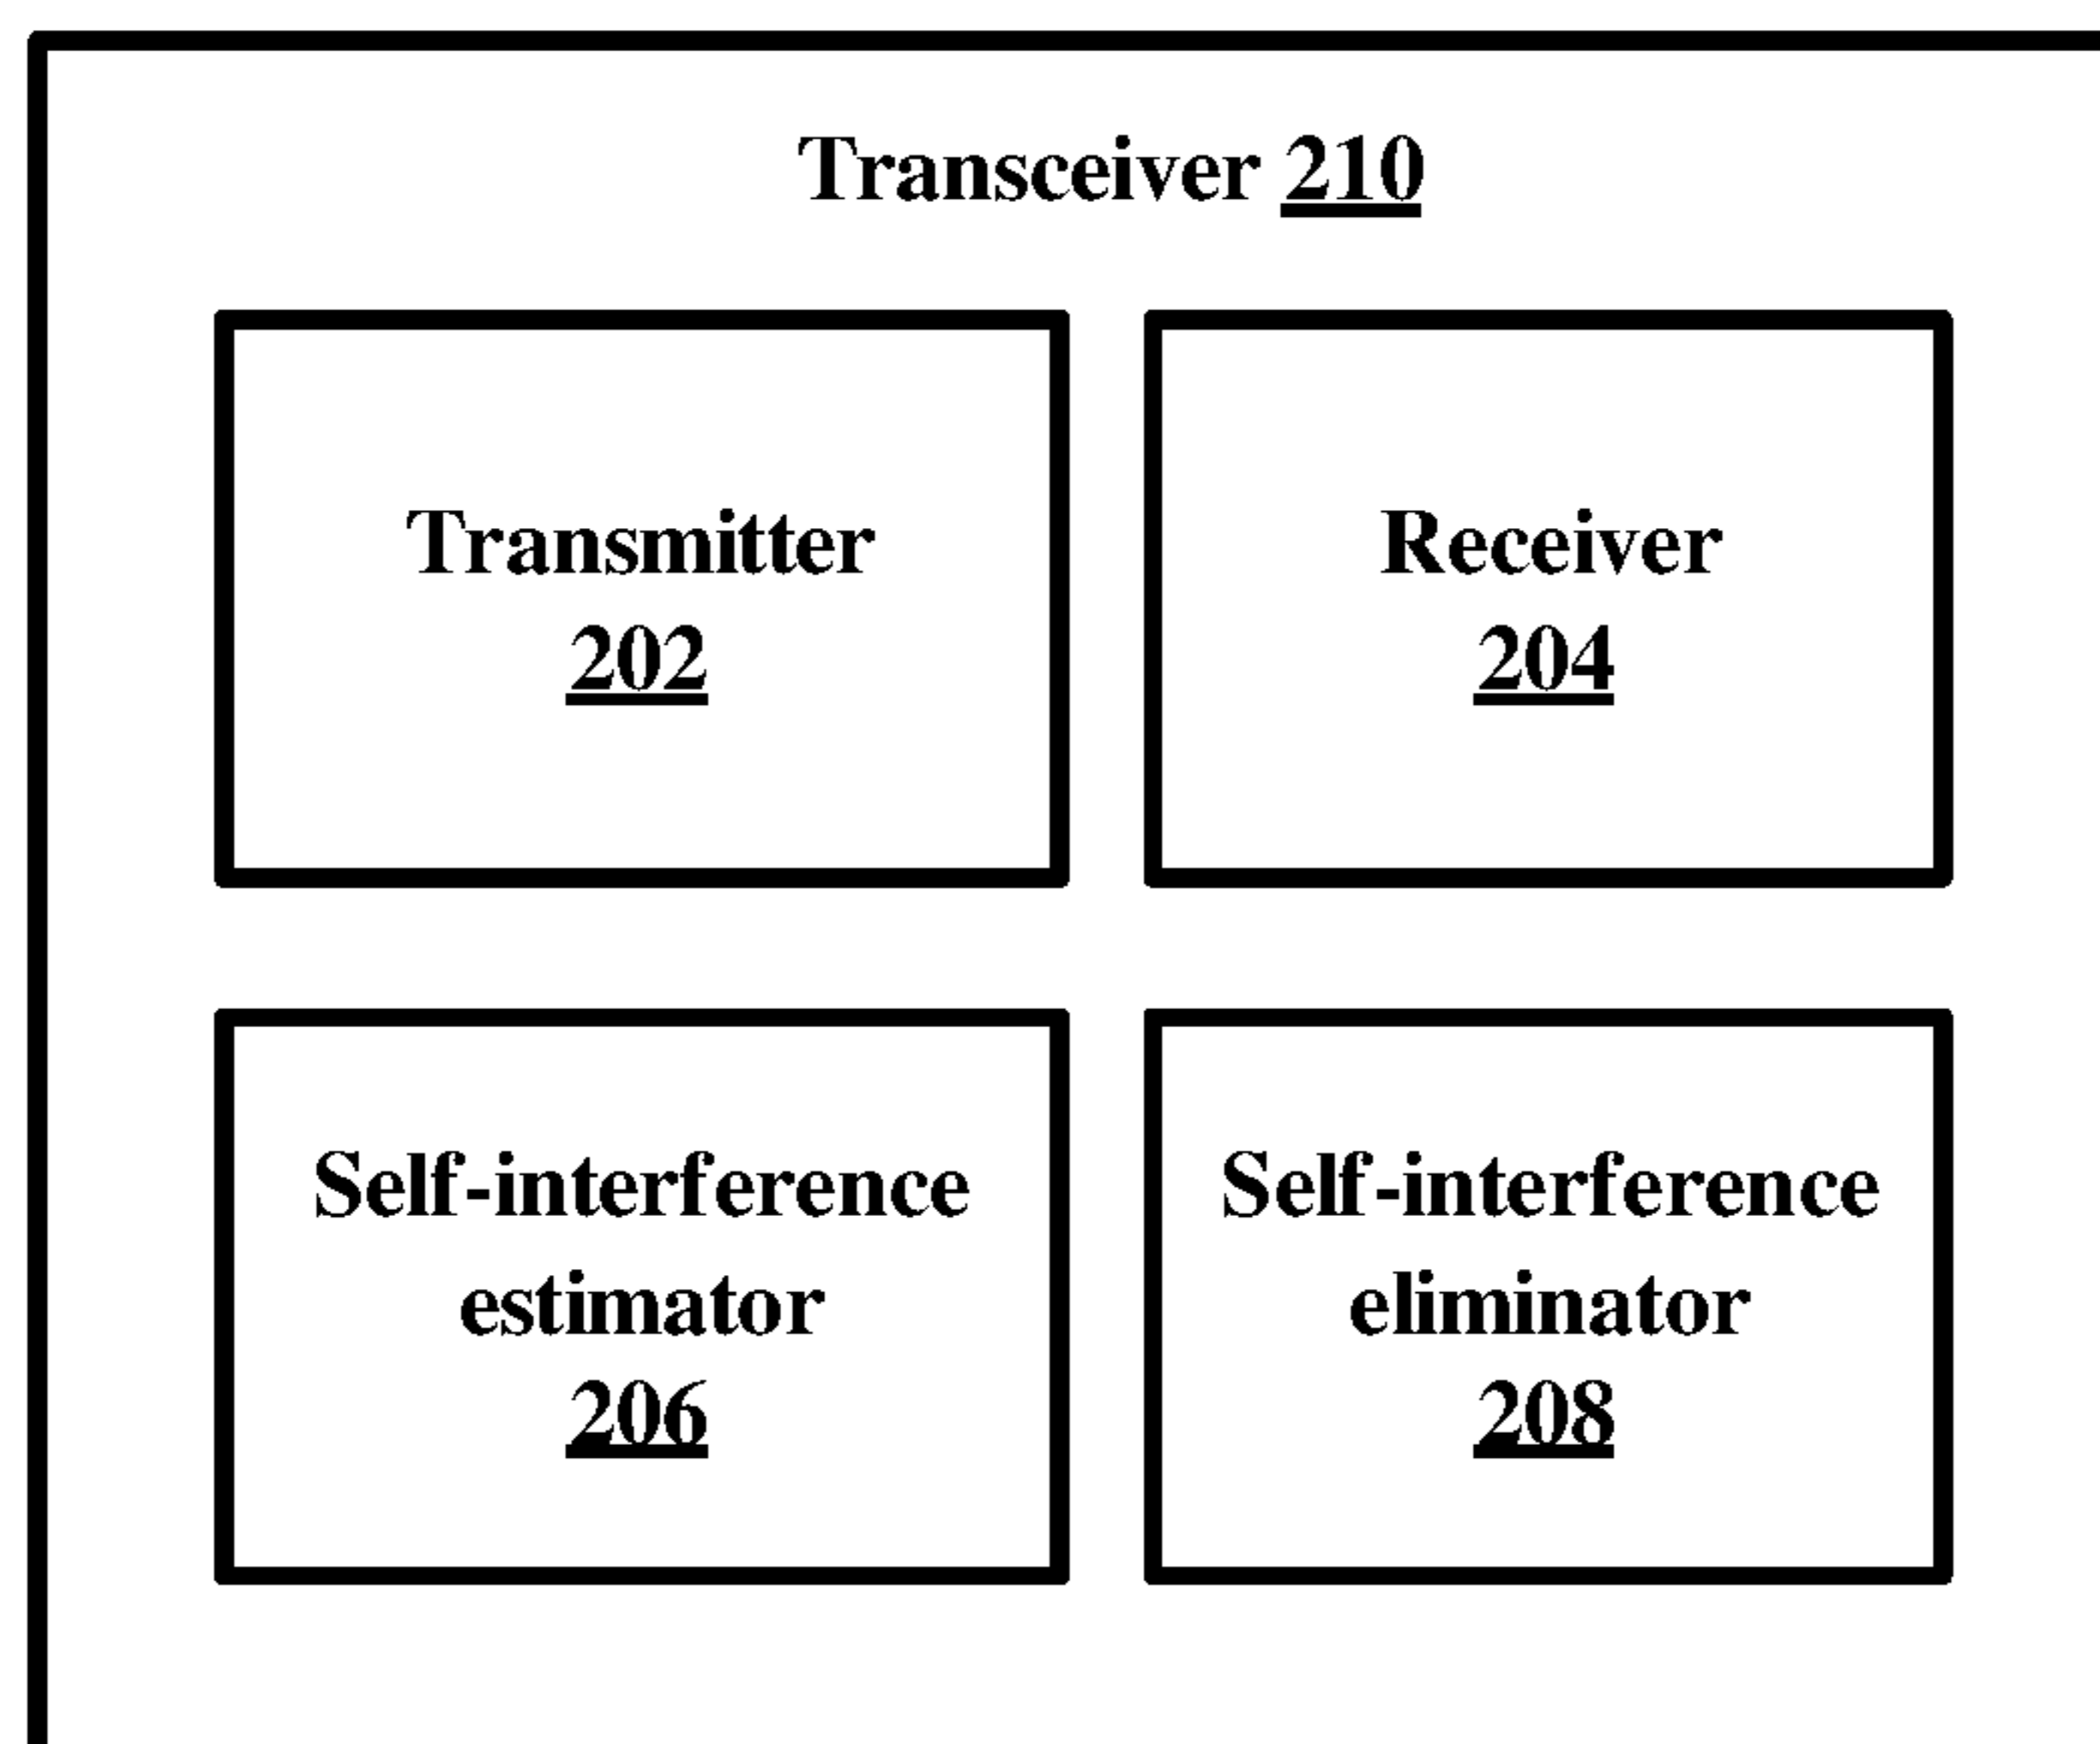 Transceiver 210
Transmitter
202
Receiver
204
Self-interference
estimator
206
Self-interference
eliminator
208